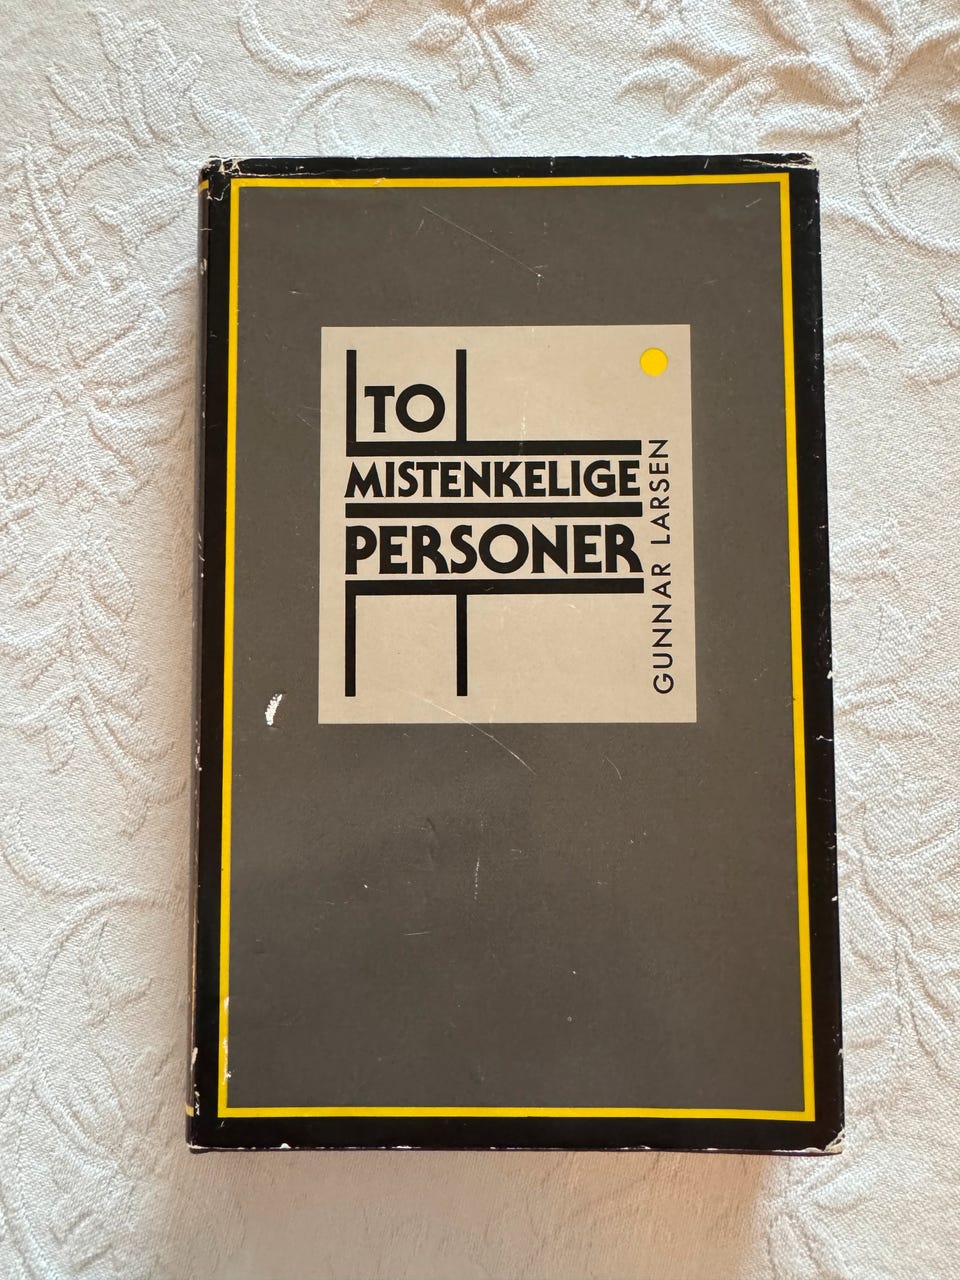 TO
MISTENKELIGE
PERSONER
GUNNAR LARSEN